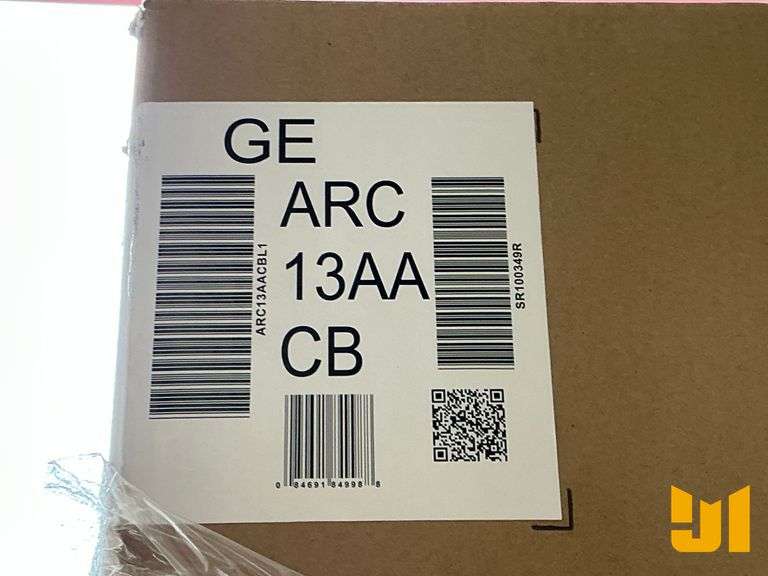 GE
ARC
13AA
CB
ARC13AACBL1
SR100349R
0 84691 84998 8